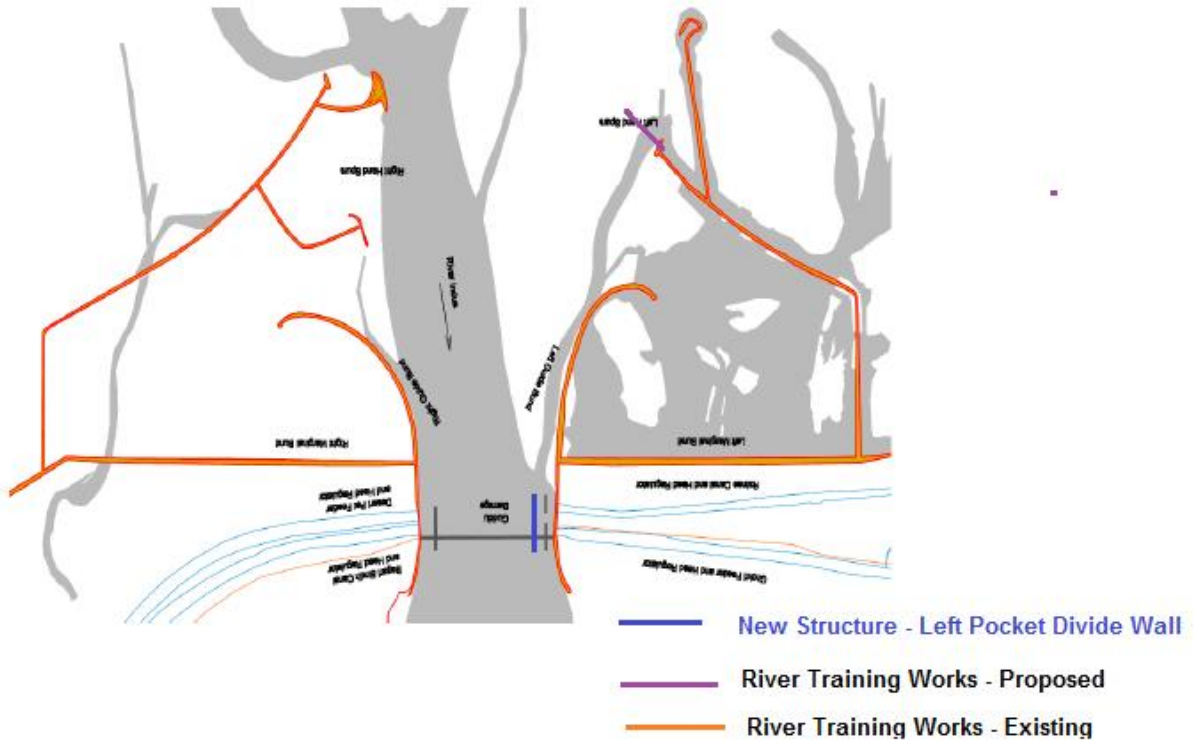 Left Hand Spurs
Right Hand Spurs
River Indus
Right Guide Bund
Left Guide Bund
Right Marginal Bund
Left Marginal Bund
Desert Pat Feeder
and Head Regulator
Guddu
Barrage
Rainee Canal and Head Regulator
Begari Sindh Canal
and Head Regulator
Ghotki Feeder and Head Regulator
New Structure - Left Pocket Divide Wall
River Training Works - Proposed
River Training Works - Existing